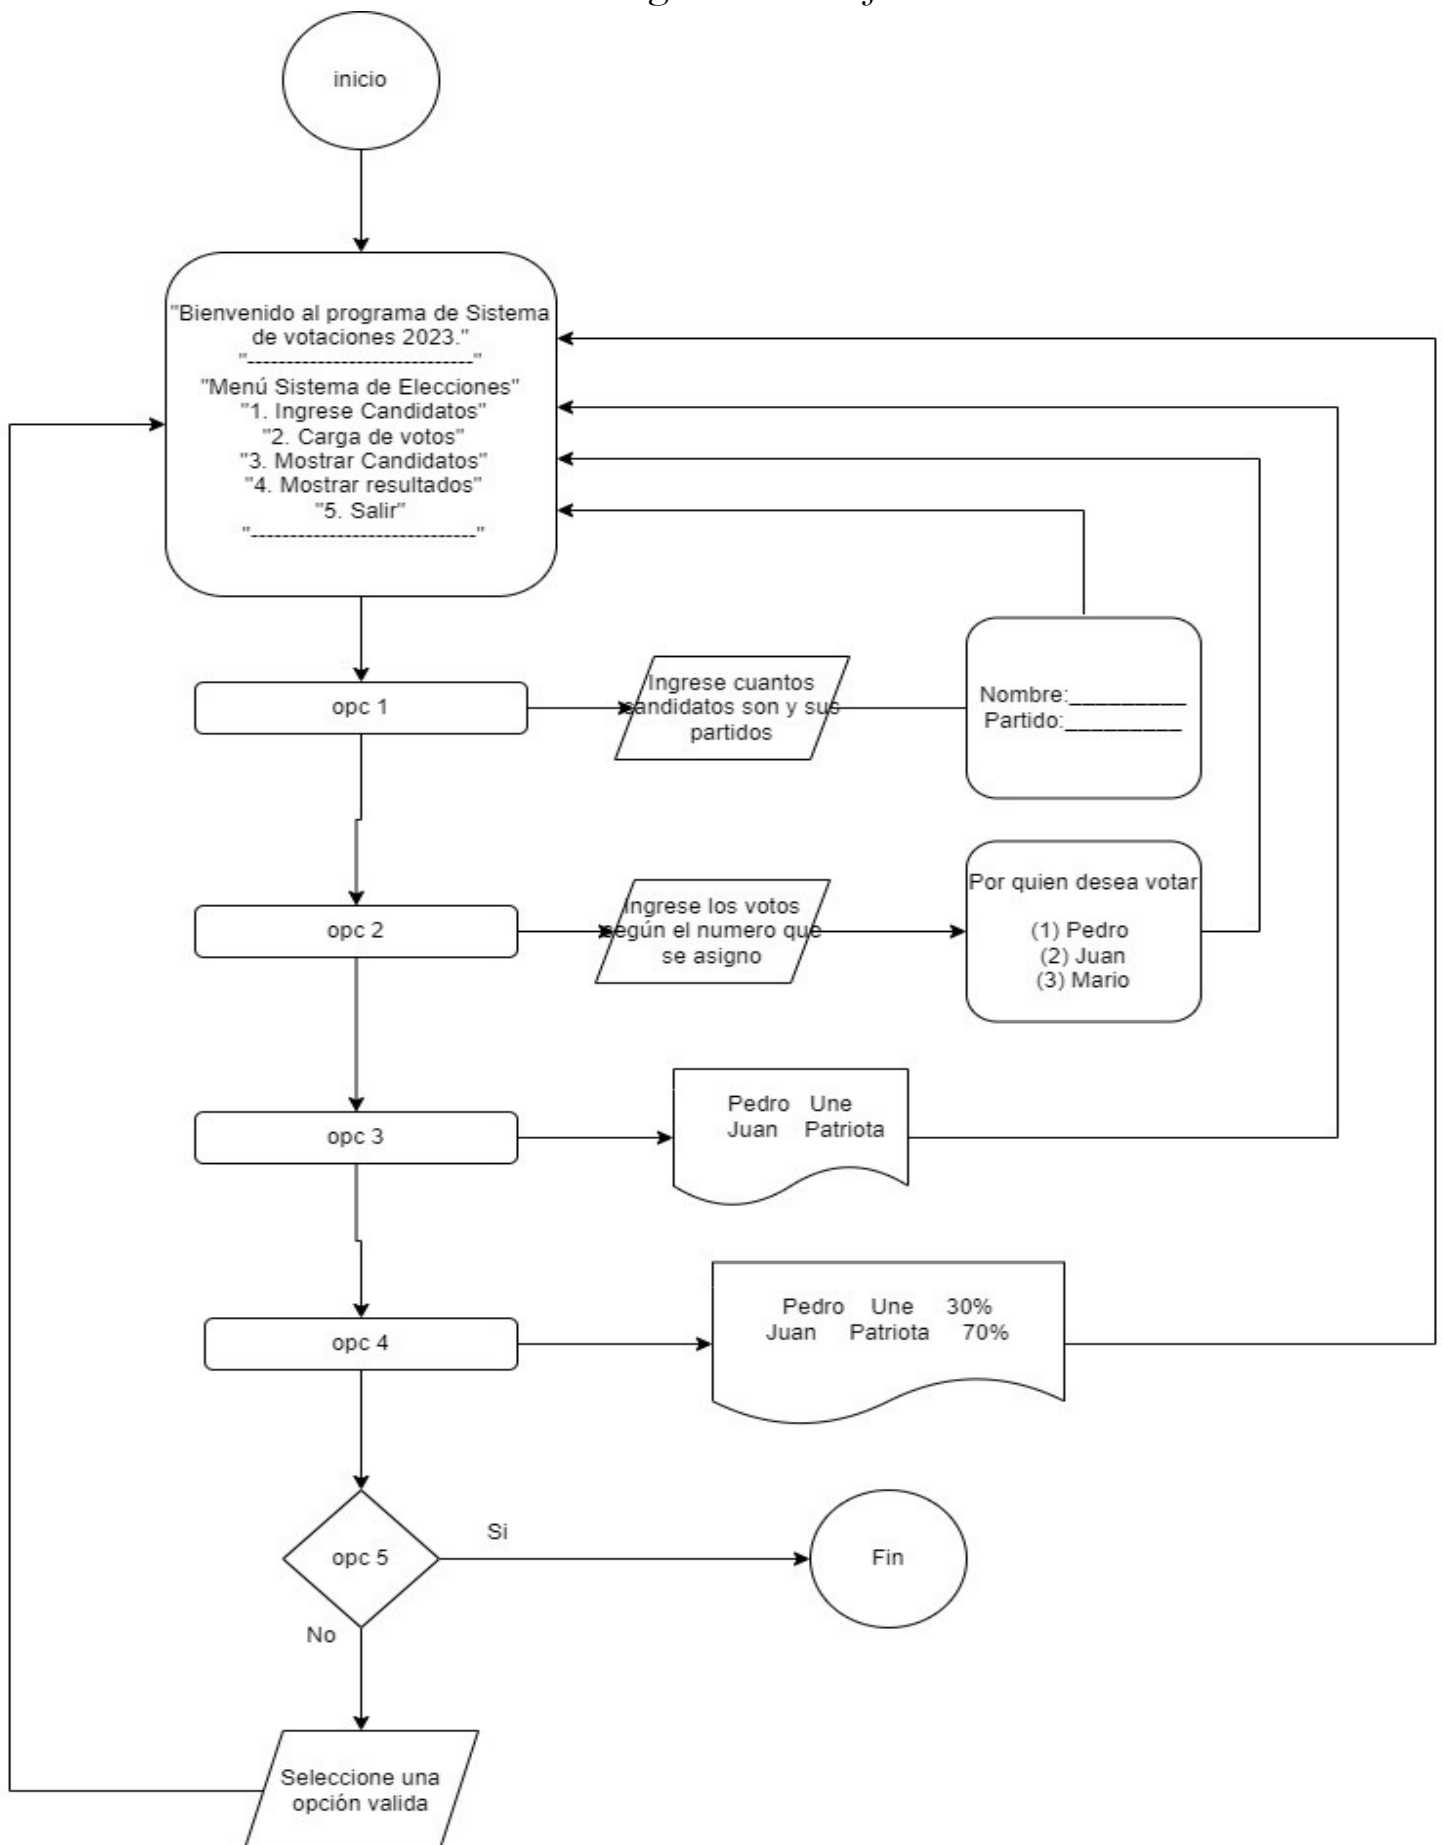 inicio
"Bienvenido al programa de Sistema
de votaciones 2023."
"-----------------------------"
"Menú Sistema de Elecciones"
"1. Ingrese Candidatos"
"2. Carga de votos"
"3. Mostrar Candidatos"
"4. Mostrar resultados"
"5. Salir"
"-----------------------------"
opc 1
Ingrese cuantos
candidatos son y sus
partidos
Nombre:_________
Partido:_________
opc 2
Ingrese los votos
según el numero que
se asigno
Por quien desea votar
(1) Pedro
(2) Juan
(3) Mario
opc 3
Pedro Une
Juan Patriota
opc 4
Pedro Une 30%
Juan Patriota 70%
opc 5
Si
Fin
No
Seleccione una
opción valida